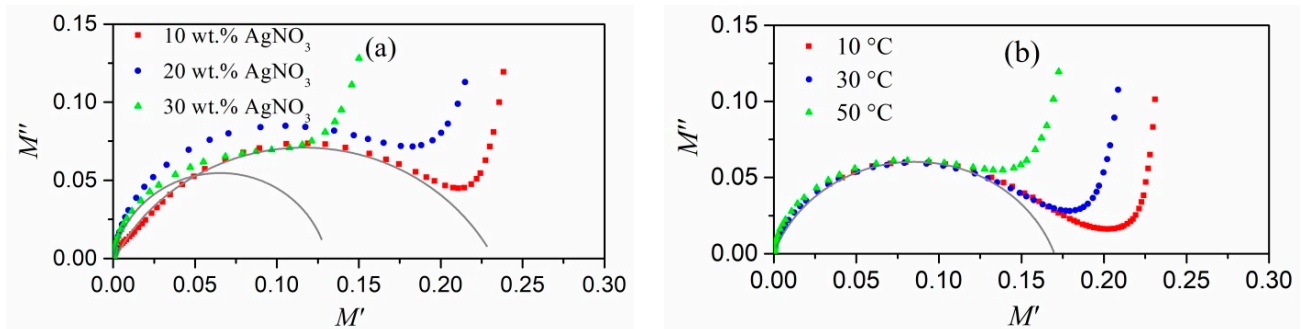 0.15
0.10
0.05
0.00
M″
10 wt.% AgNO₃
20 wt.% AgNO₃
30 wt.% AgNO₃
(a)
0.00 0.05 0.10 0.15 0.20 0.25 0.30
M′
0.15
0.10
0.05
0.00
M″
10 °C
30 °C
50 °C
(b)
0.00 0.05 0.10 0.15 0.20 0.25 0.30
M′